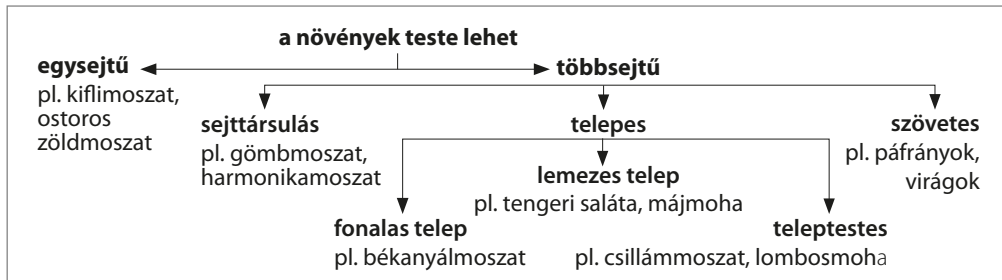 a növények teste lehet
egysejtű
pl. kiflimoszat,
ostoros
zöldmoszat
többsejtű
sejttársulás
pl. gömbmoszat,
harmonikamoszat
telepes
szövetes
pl. páfrányok,
virágok
lemezes telep
pl. tengeri saláta, májmoha
fonalas telep
pl. békanyálmoszat
teleptestes
pl. csillámmoszat, lombosmoha